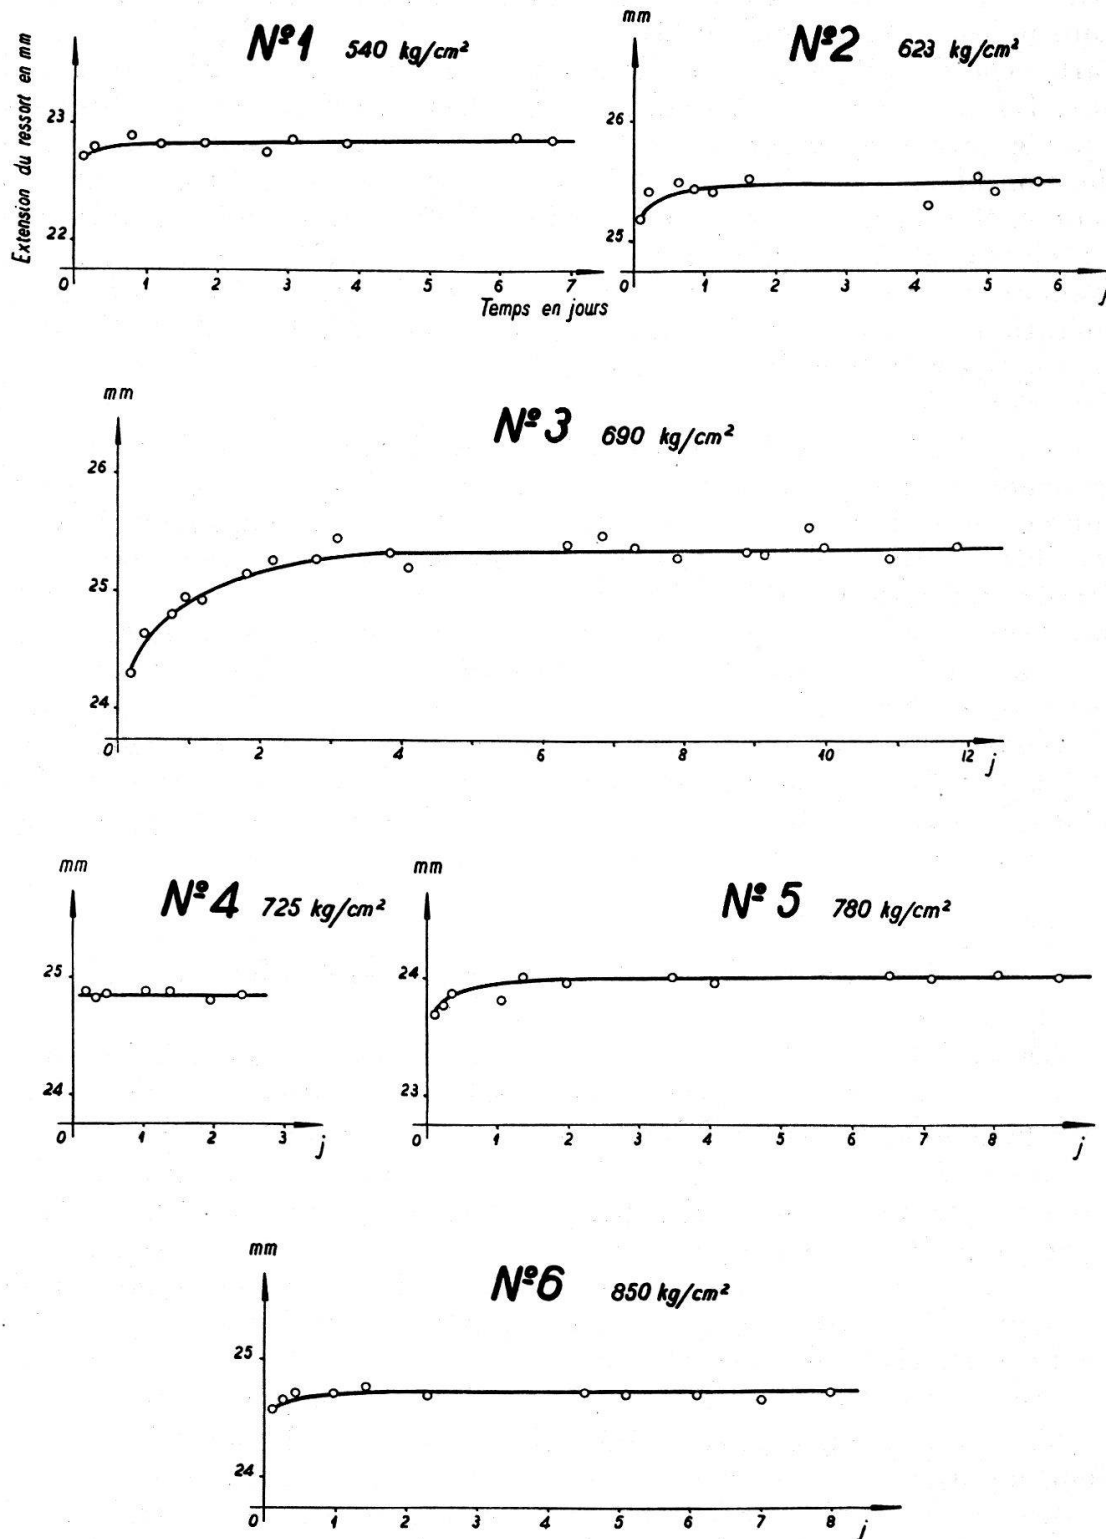 Nº1 540 kg/cm²
Extension du ressort en mm
23
22
0 1 2 3 4 5 6 7
Temps en jours
mm
Nº2 623 kg/cm²
26
25
0 1 2 3 4 5 6
j
mm
Nº3 690 kg/cm²
26
25
24
0 2 4 6 8 10 12
j
mm
Nº4 725 kg/cm²
25
24
0 1 2 3
j
mm
Nº5 780 kg/cm²
24
23
0 1 2 3 4 5 6 7 8
j
mm
Nº6 850 kg/cm²
25
24
0 1 2 3 4 5 6 7 8
j